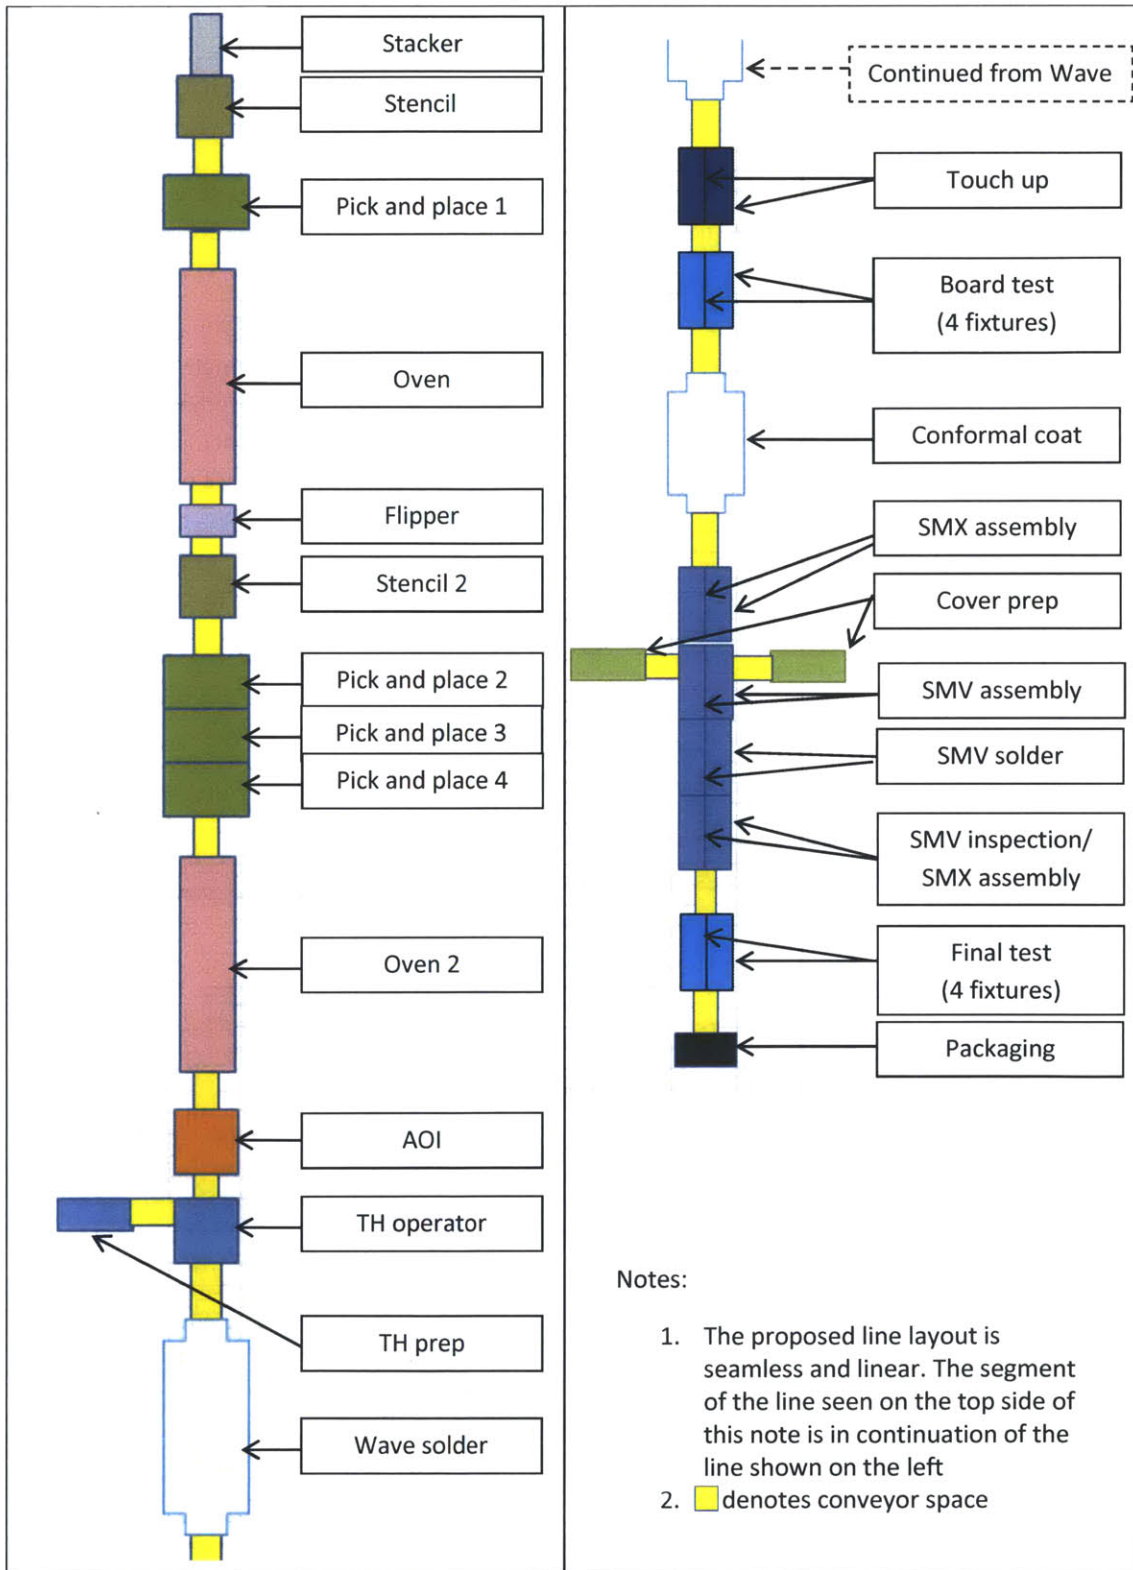 Stacker
Stencil
Pick and place 1
Oven
Flipper
Stencil 2
Pick and place 2
Pick and place 3
Pick and place 4
Oven 2
AOI
TH operator
TH prep
Wave solder
Continued from Wave
Touch up
Board test
(4 fixtures)
Conformal coat
SMX assembly
Cover prep
SMV assembly
SMV solder
SMV inspection/
SMX assembly
Final test
(4 fixtures)
Packaging
Notes:
1. The proposed line layout is
seamless and linear. The segment
of the line seen on the top side of
this note is in continuation of the
line shown on the left
2. denotes conveyor space